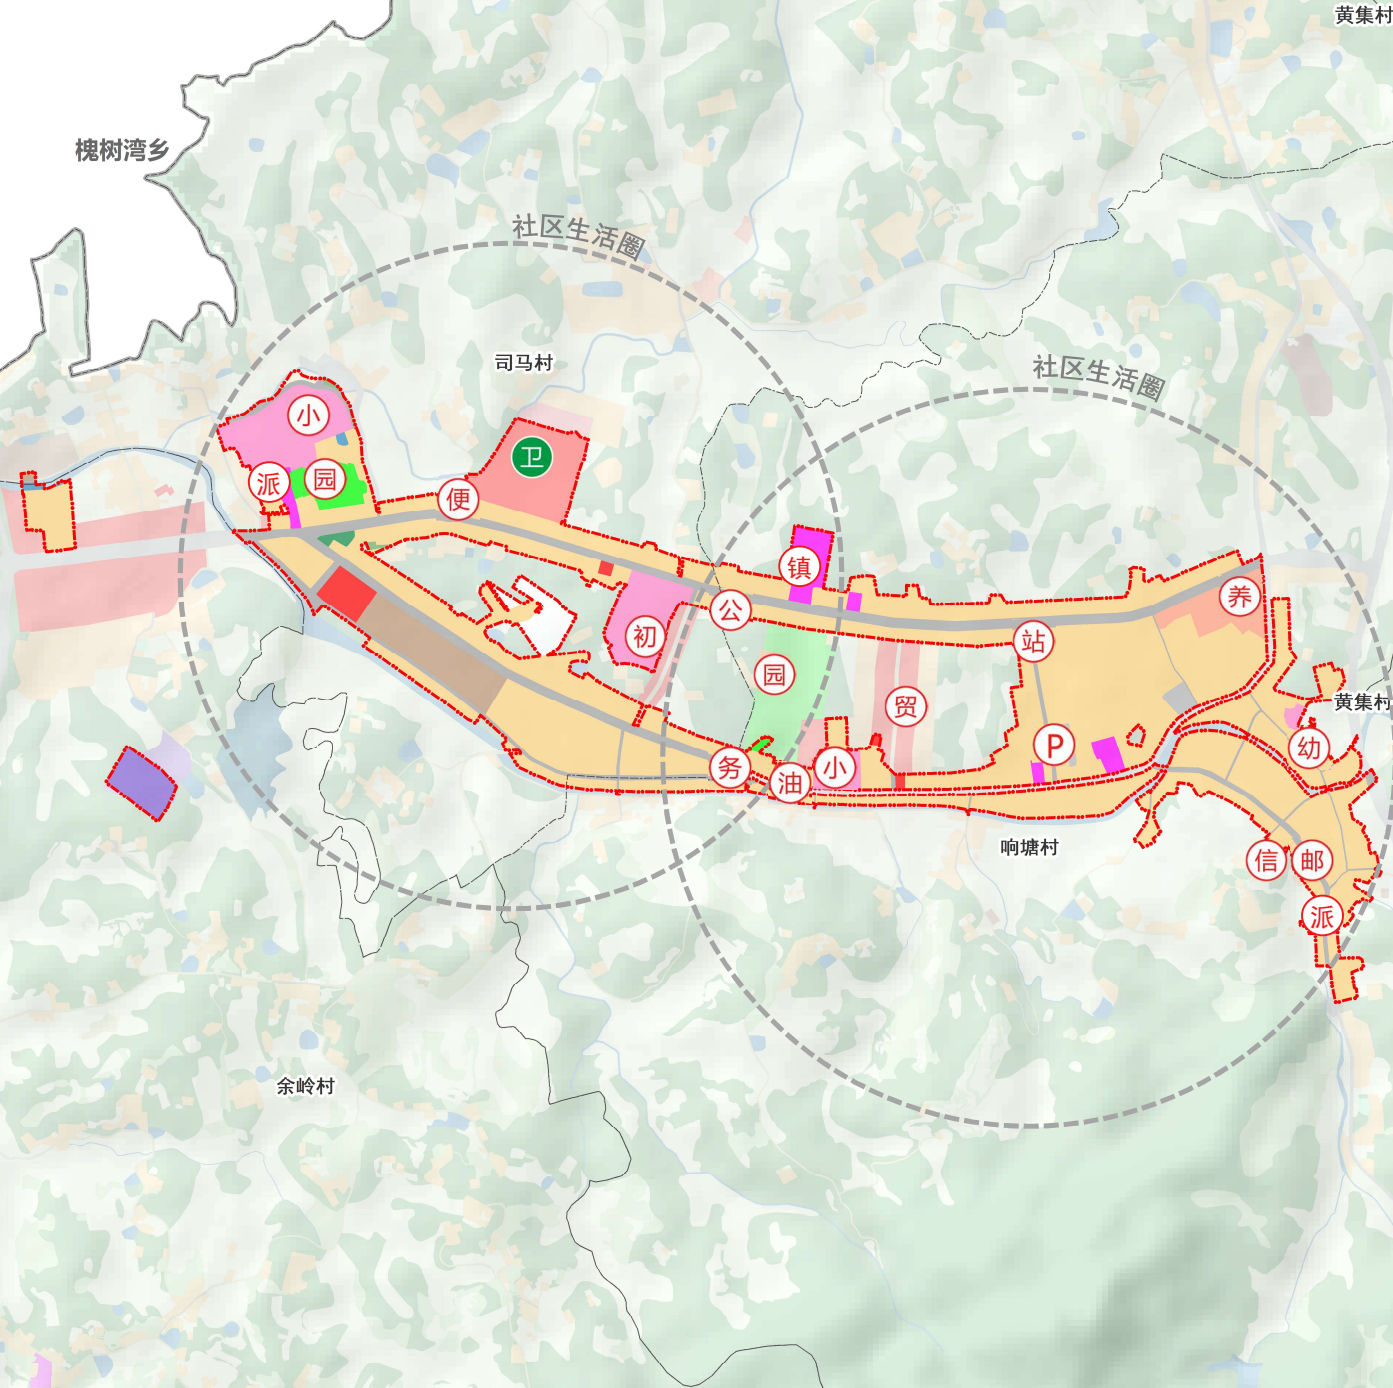 黄集村
槐树湾乡
社区生活圈
司马村
社区生活圈
小
卫
派
园
便
镇
养
公
初
站
园
黄集村
贸
P
幼
务
小
油
响塘村
信
邮
派
余岭村